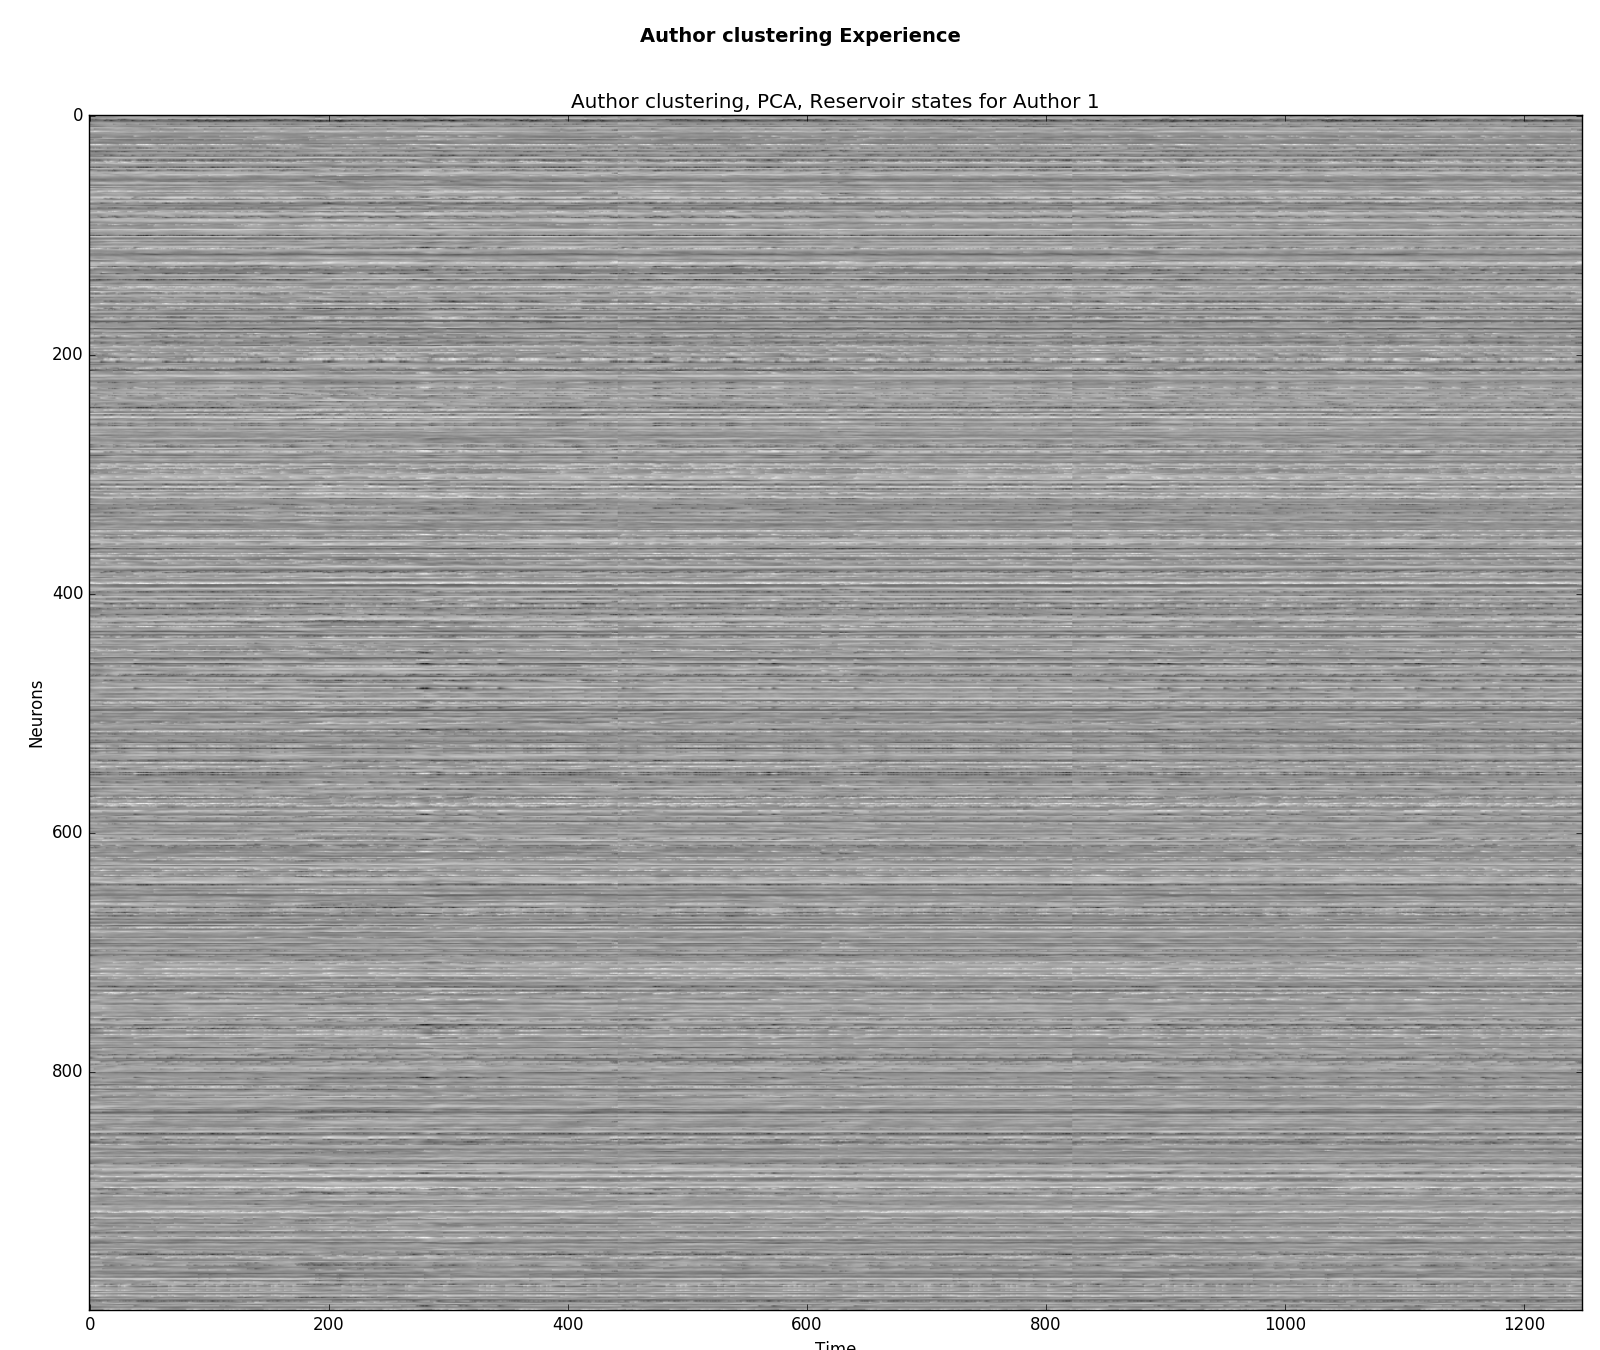 Author clustering Experience
Author clustering, PCA, Reservoir states for Author 1
0
200
400
600
800
Neurons
0 200 400 600 800 1000 1200
Time